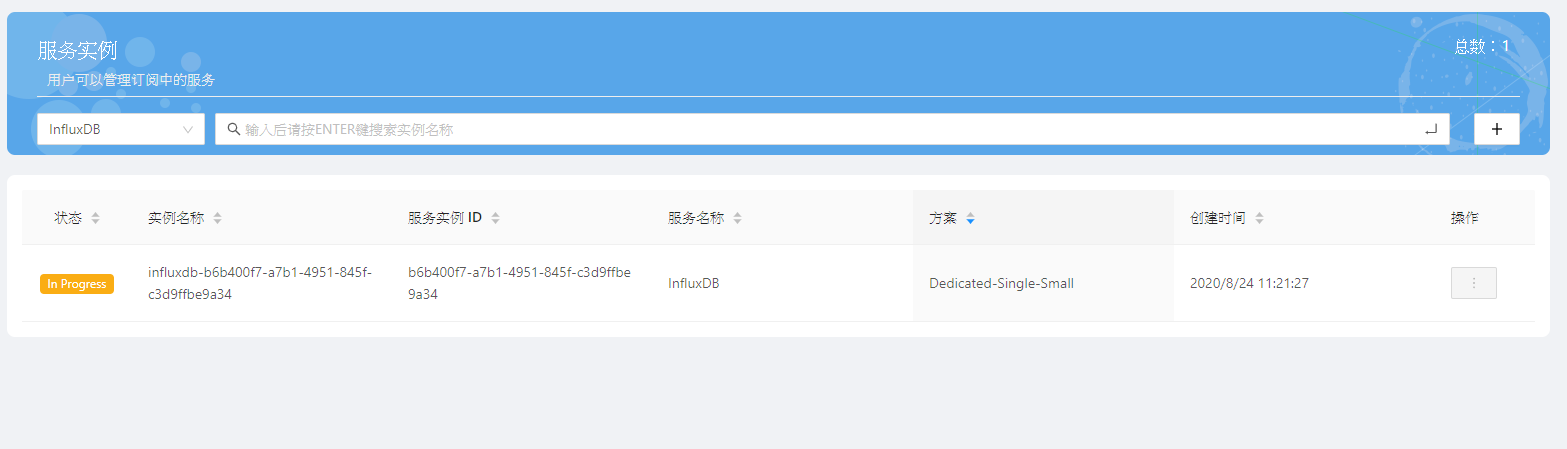 服务实例
总数：1
用户可以管理订阅中的服务
InfluxDB
输入后请按ENTER键搜索实例名称
状态 实例名称 服务实例 ID 服务名称 方案 创建时间 操作
In Progress
influxdb-b6b400f7-a7b1-4951-845f-
c3d9ffbe9a34
b6b400f7-a7b1-4951-845f-c3d9ffbe
9a34
InfluxDB
Dedicated-Single-Small
2020/8/24 11:21:27